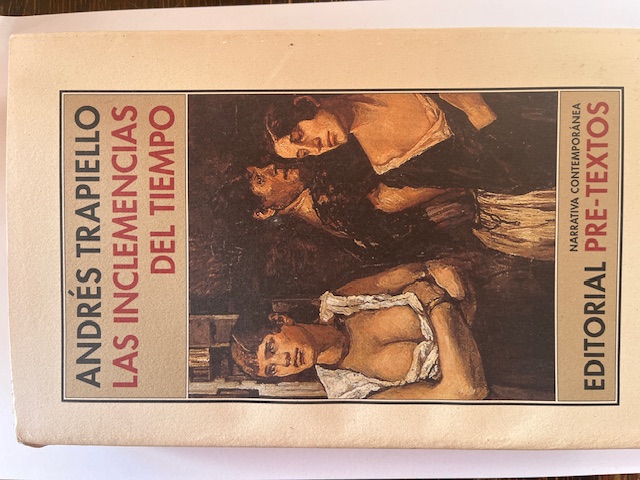 ANDRÉS TRAPIELLO
LAS INCLEMENCIAS
DEL TIEMPO
NARRATIVA CONTEMPORÁNEA
EDITORIAL PRE-TEXTOS